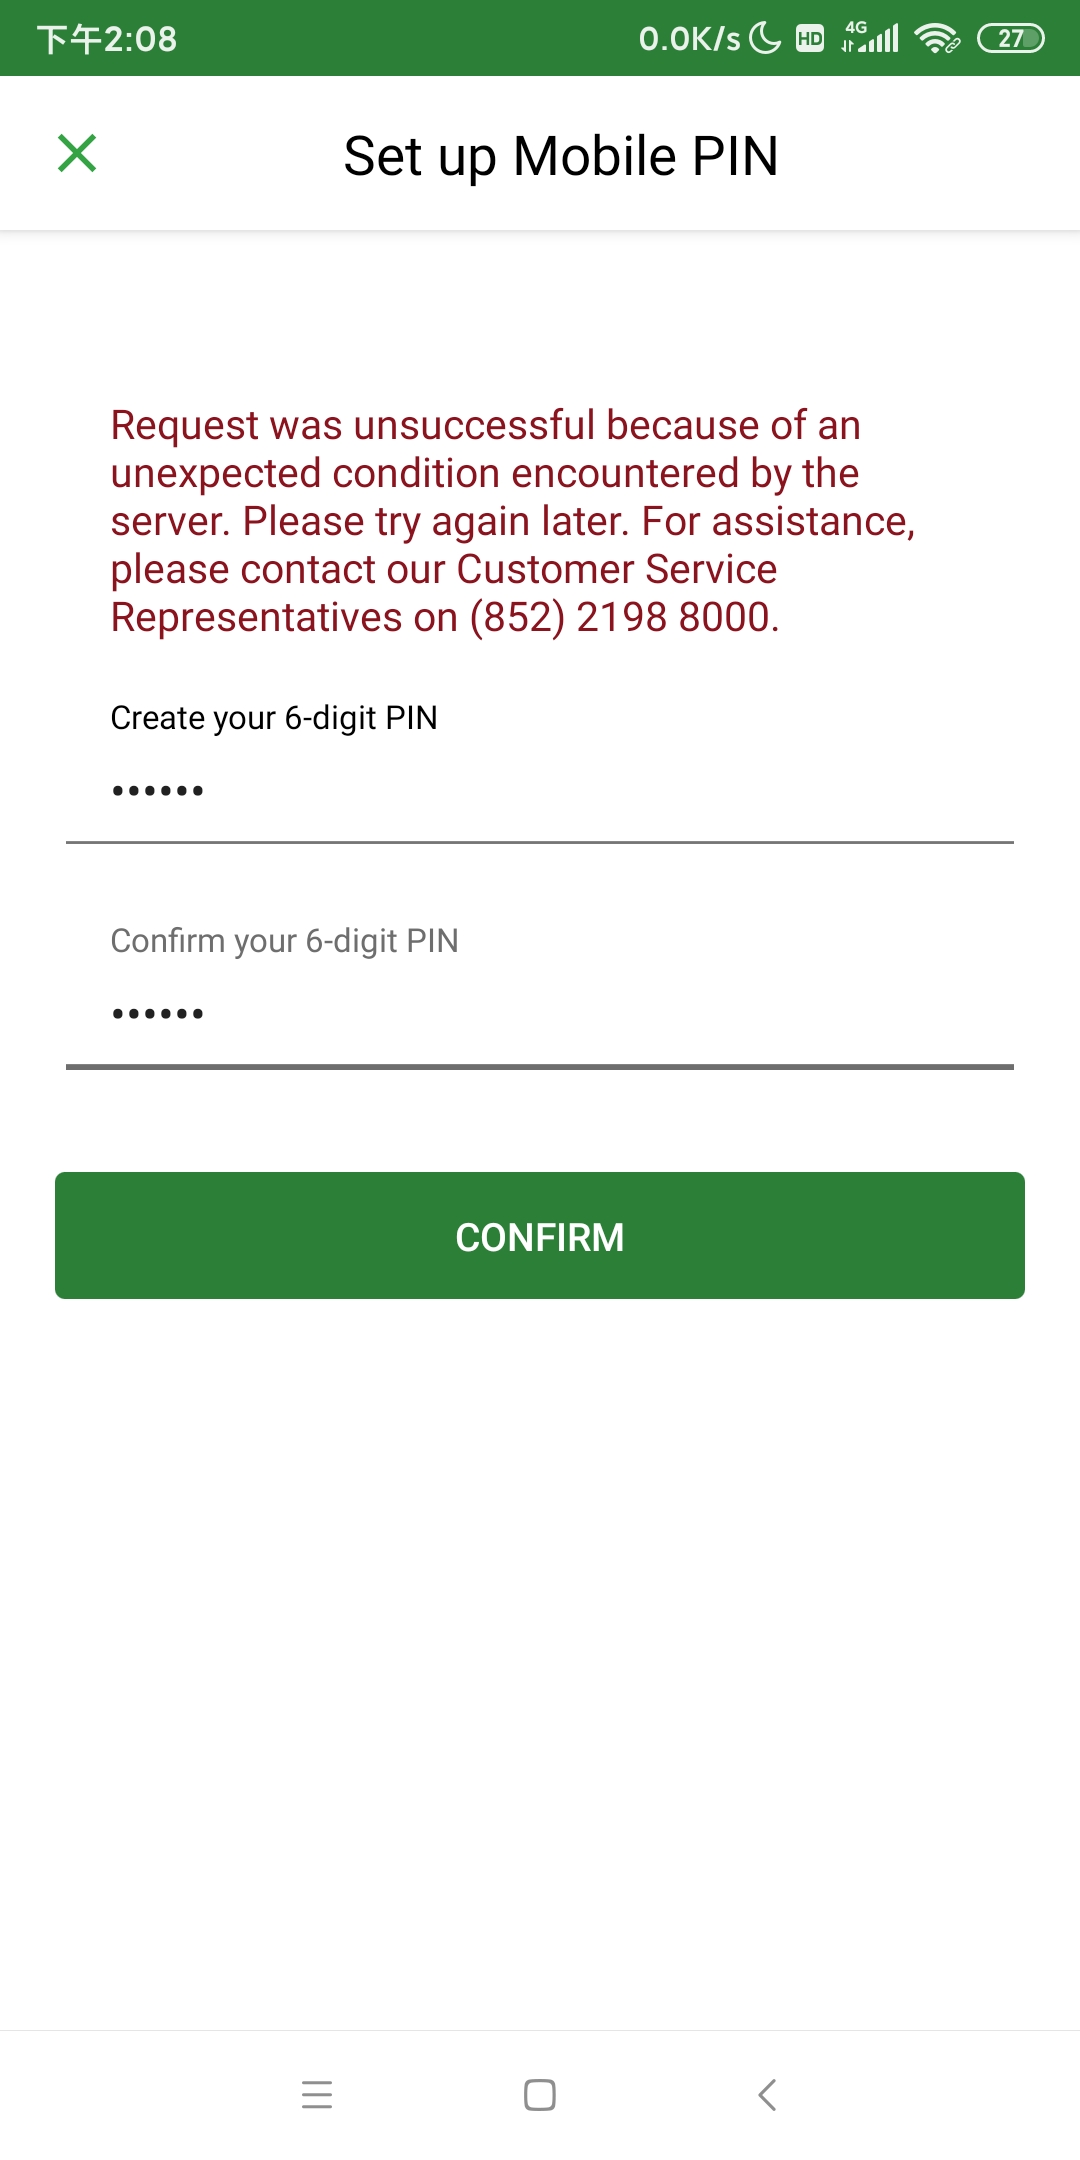 下午2:08 0.0K/s HD 4G 27
Set up Mobile PIN
Request was unsuccessful because of an
unexpected condition encountered by the
server. Please try again later. For assistance,
please contact our Customer Service
Representatives on (852) 2198 8000.
Create your 6-digit PIN
••••••
Confirm your 6-digit PIN
••••••
CONFIRM